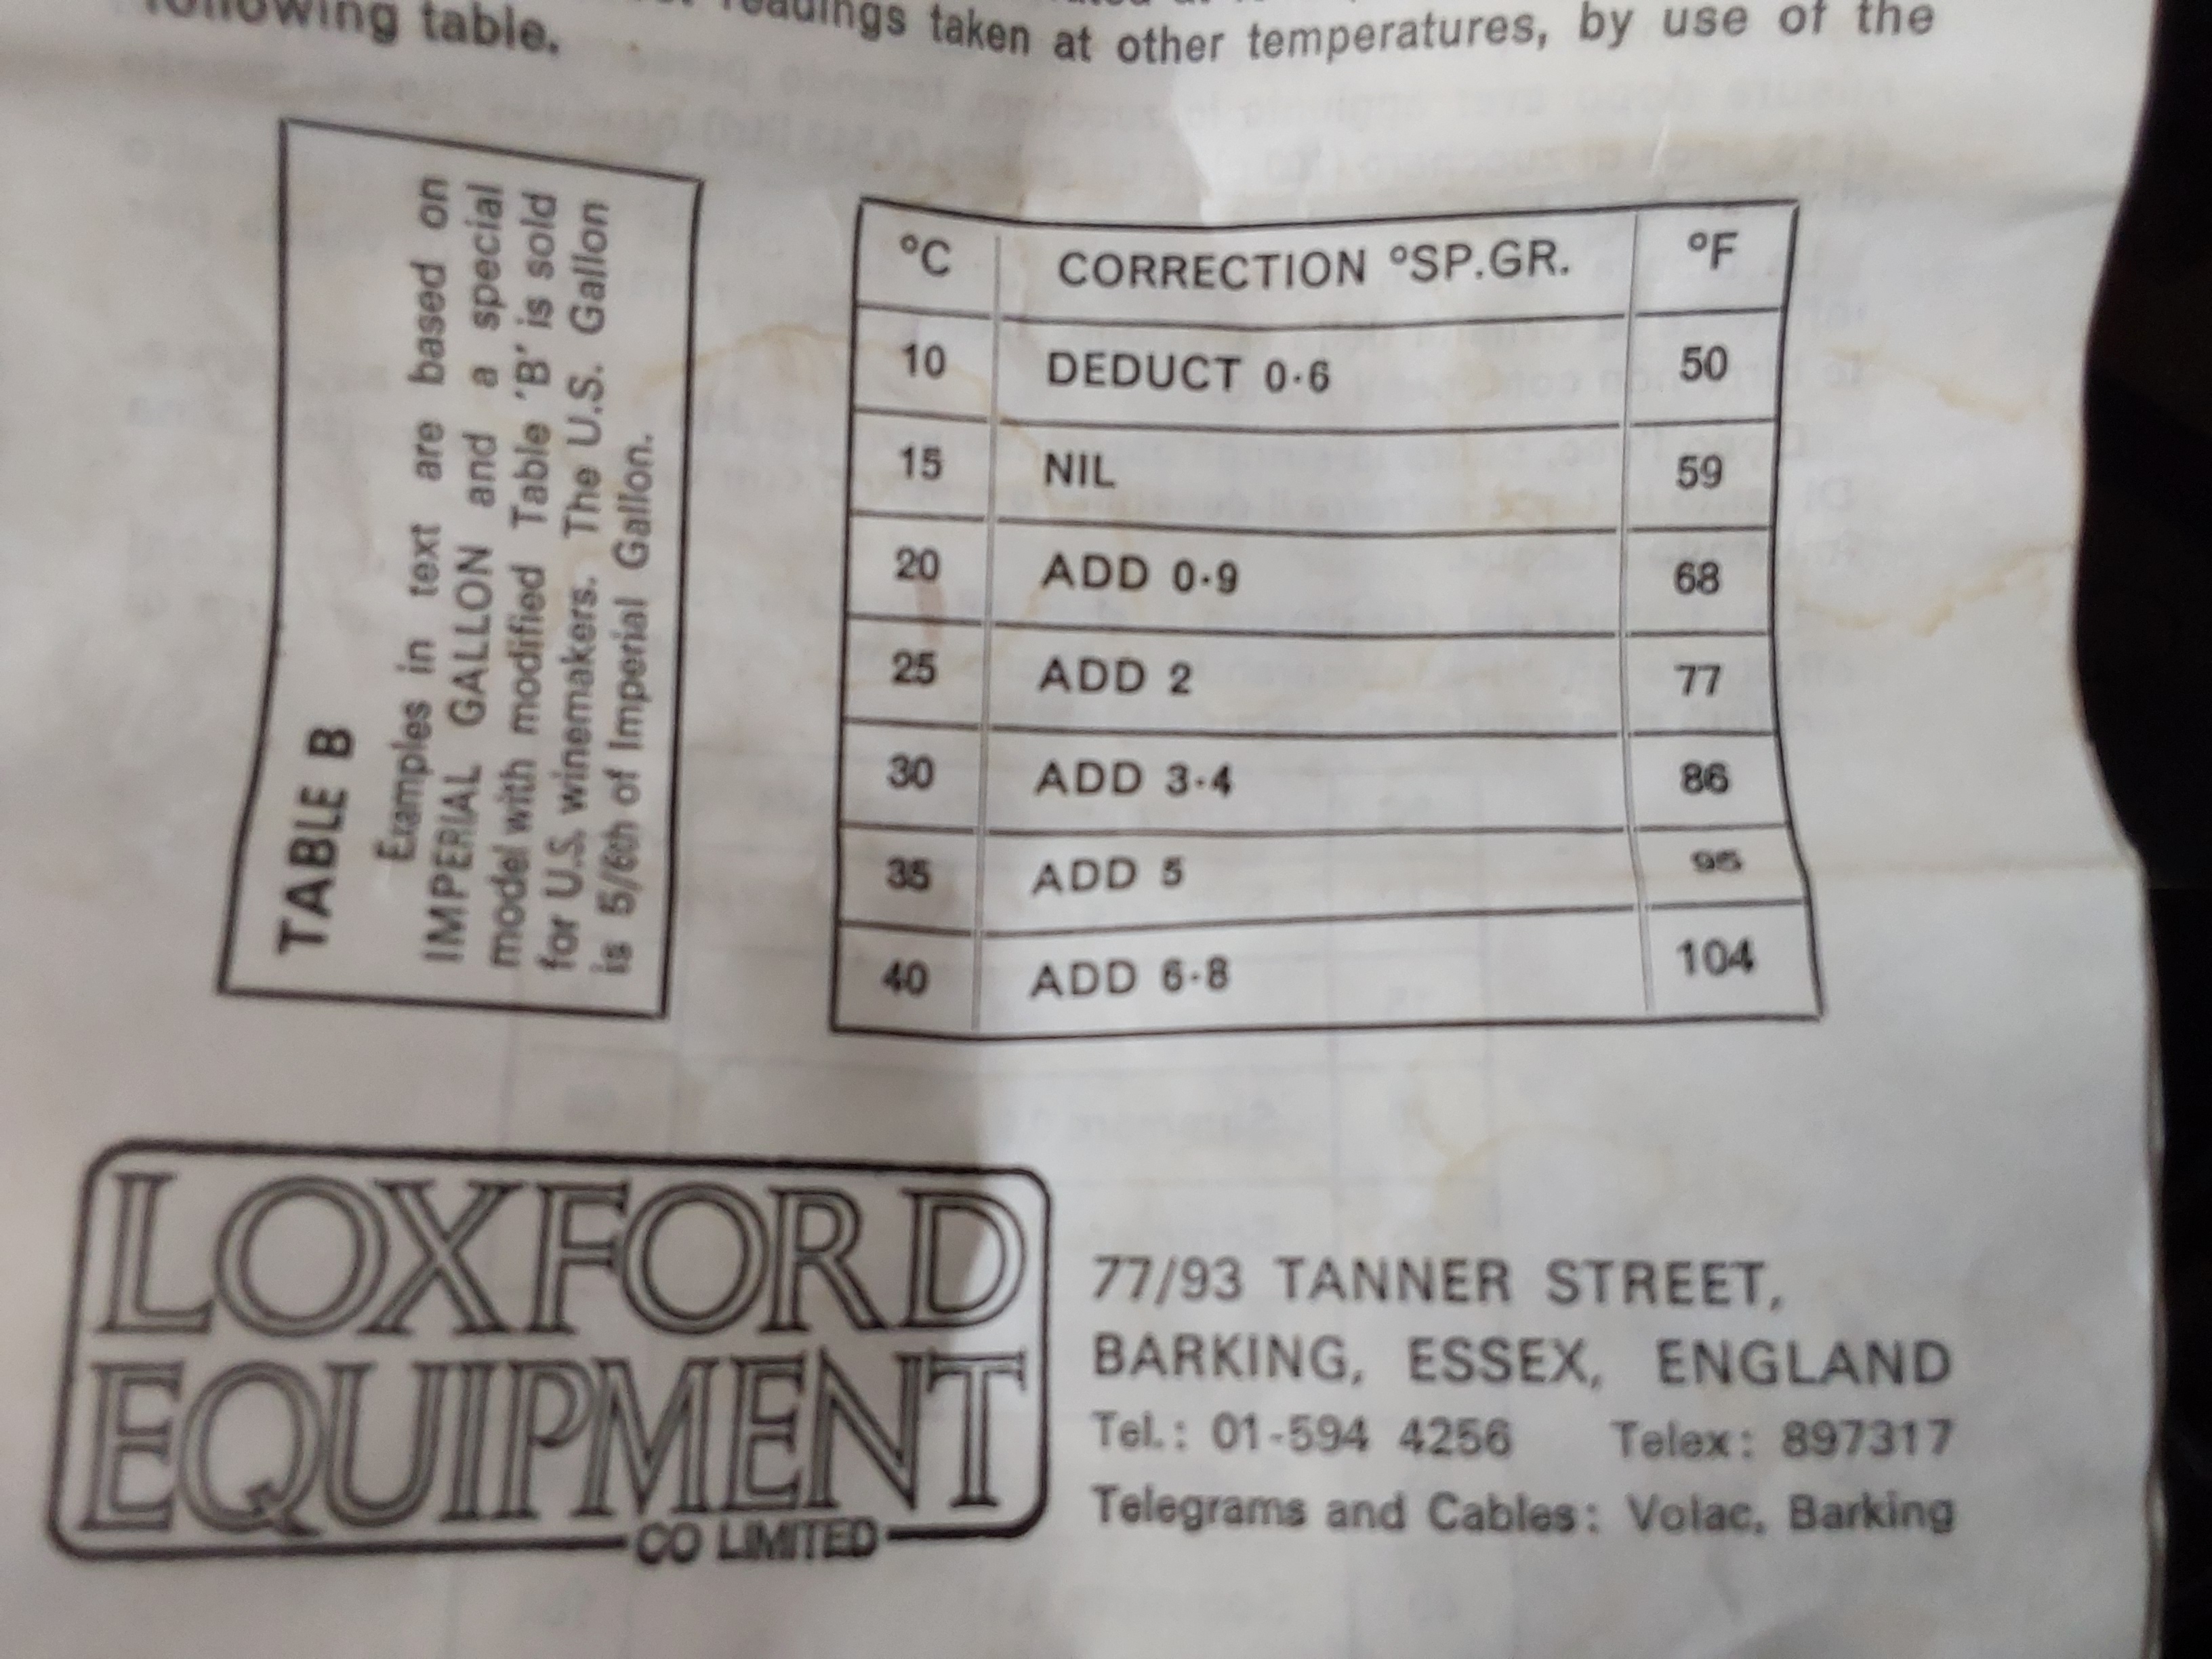 following table.
readings taken at other temperatures, by use of the
TABLE B
Examples in text are based on
IMPERIAL GALLON and a special
model with modified Table 'B' is sold
for U.S. winemakers. The U.S. Gallon
is 5/6th of Imperial Gallon.
°C CORRECTION °SP.GR. °F
10 DEDUCT 0·6 50
15 NIL 59
20 ADD 0·9 68
25 ADD 2 77
30 ADD 3·4 86
35 ADD 5 95
40 ADD 6·8 104
LOXFORD
EQUIPMENT
CO LIMITED
77/93 TANNER STREET,
BARKING, ESSEX, ENGLAND
Tel.: 01-594 4256 Telex: 897317
Telegrams and Cables: Volac, Barking